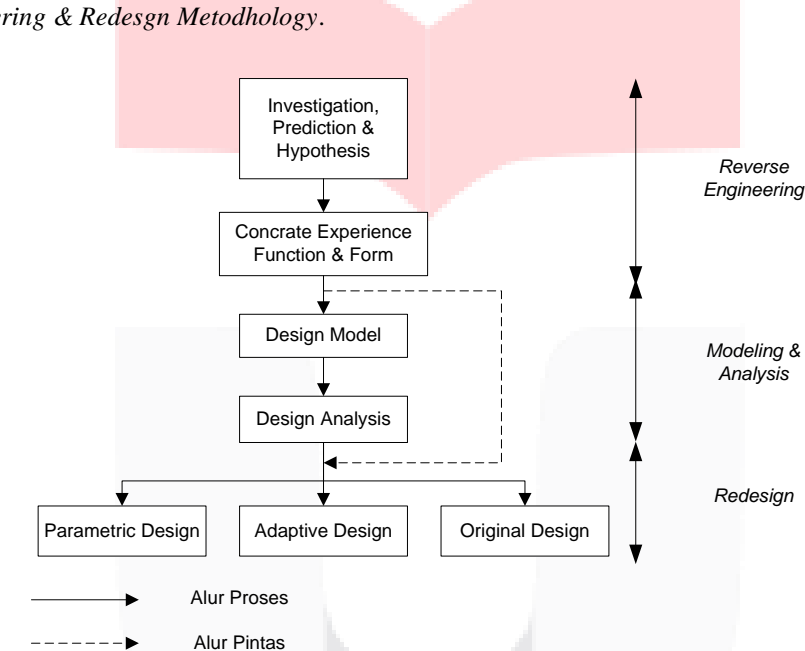 ering & Redesgn Metodhology.
Investigation,
Prediction &
Hypothesis
Reverse
Engineering
Concrate Experience
Function & Form
Design Model
Modeling &
Analysis
Design Analysis
Redesign
Parametric Design
Adaptive Design
Original Design
Alur Proses
Alur Pintas